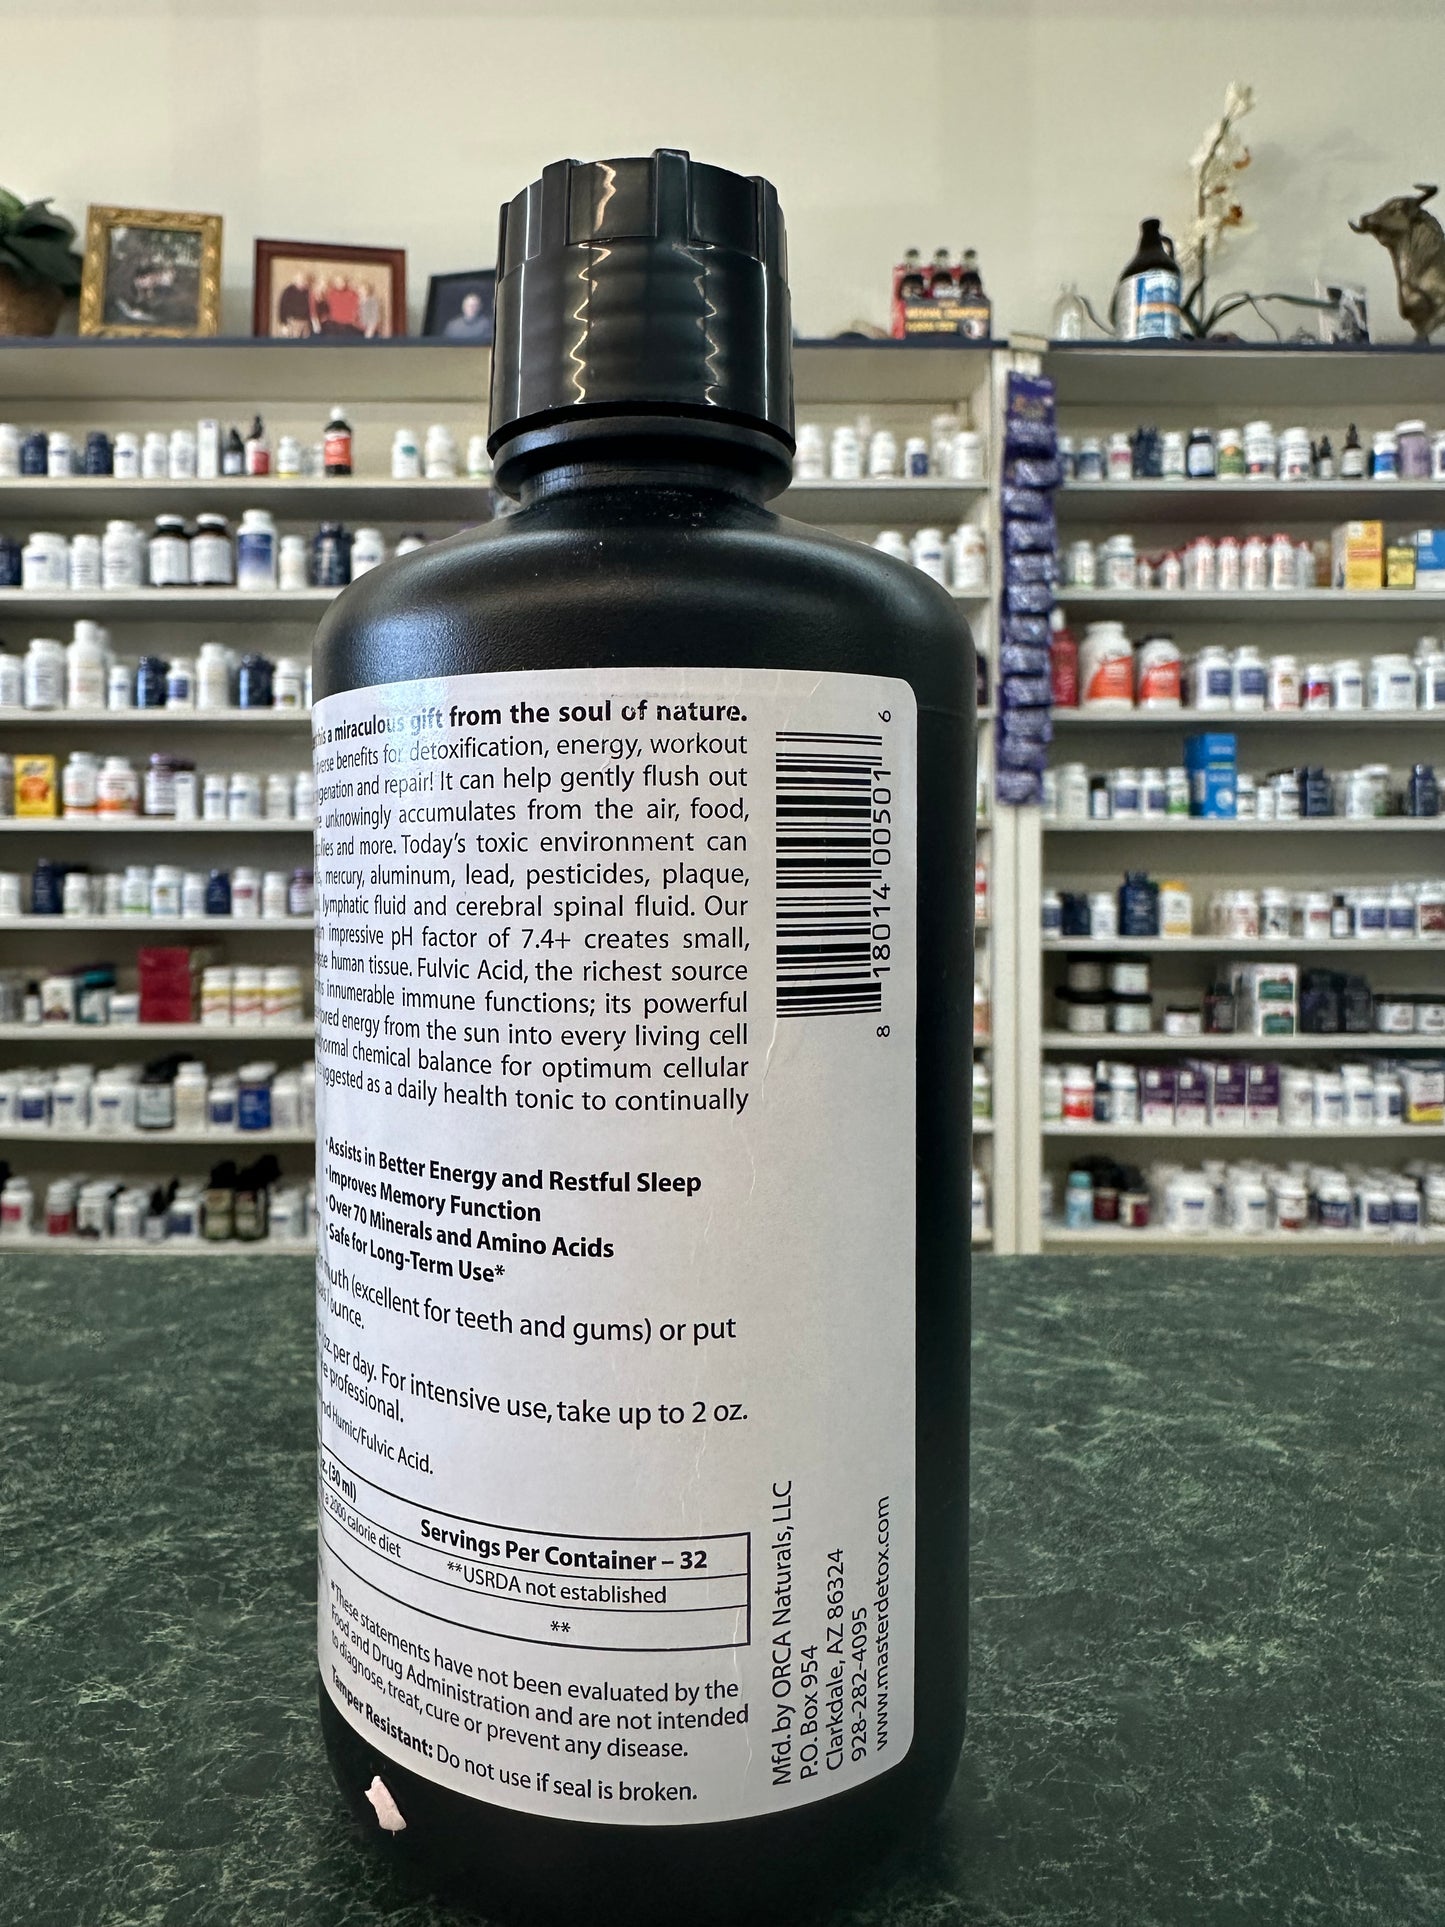 this a miraculous gift from the soul of nature.
benefits for detoxification, energy, workout
and repair! It can help gently flush out
unknowingly accumulates from the air, food,
and more. Today's toxic environment can
mercury, aluminum, lead, pesticides, plaque,
lymphatic fluid and cerebral spinal fluid. Our
impressive pH factor of 7.4+ creates small,
human tissue. Fulvic Acid, the richest source
innumerable immune functions; its powerful
energy from the sun into every living cell
normal chemical balance for optimum cellular
suggested as a daily health tonic to continually
•Assists in Better Energy and Restful Sleep
•Improves Memory Function
•Over 70 Minerals and Amino Acids
•Safe for Long-Term Use*
(excellent for teeth and gums) or put
ounce.
oz. per day. For intensive use, take up to 2 oz.
professional.
Humic/Fulvic Acid.
(30 ml)
Servings Per Container – 32
a 2000 calorie diet
**USRDA not established
**
*These statements have not been evaluated by the
Food and Drug Administration and are not intended
to diagnose, treat, cure or prevent any disease.
Tamper Resistant: Do not use if seal is broken.
8 18014 00501 6
Mfd. by ORCA Naturals, LLC
P.O. Box 954
Clarkdale, AZ 86324
928-282-4095
www.masterdetox.com